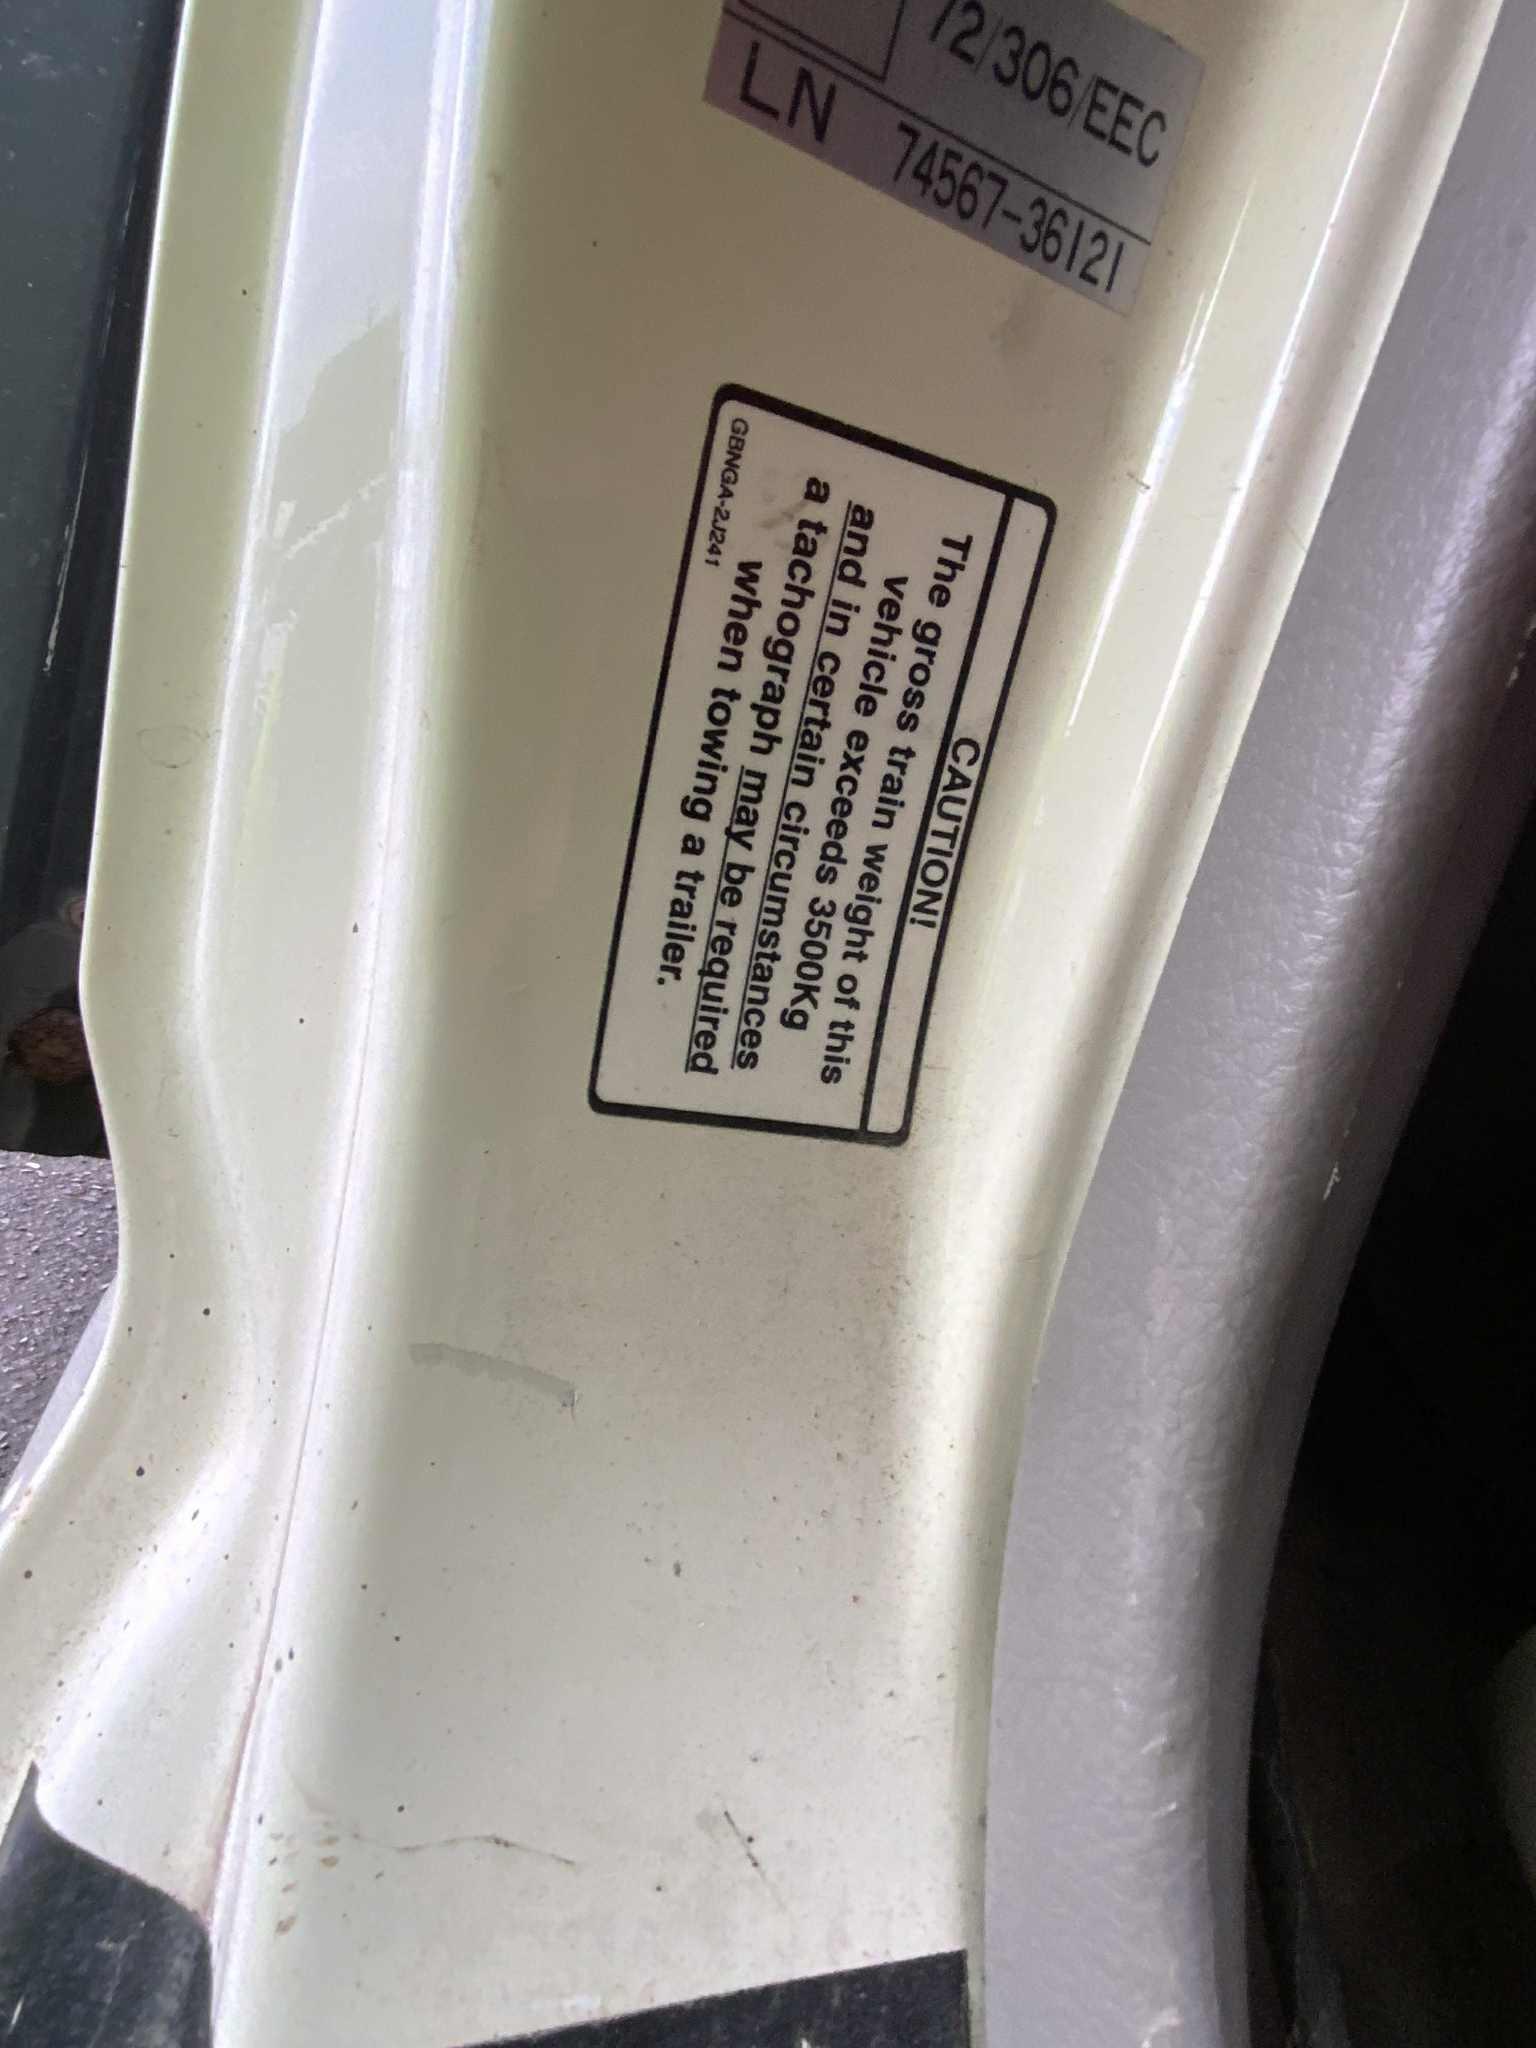 72/306/EEC
LN 74567-36121
CAUTION!
The gross train weight of this
vehicle exceeds 3500Kg
and in certain circumstances
a tachograph may be required
when towing a trailer.
GBNGA-2J241